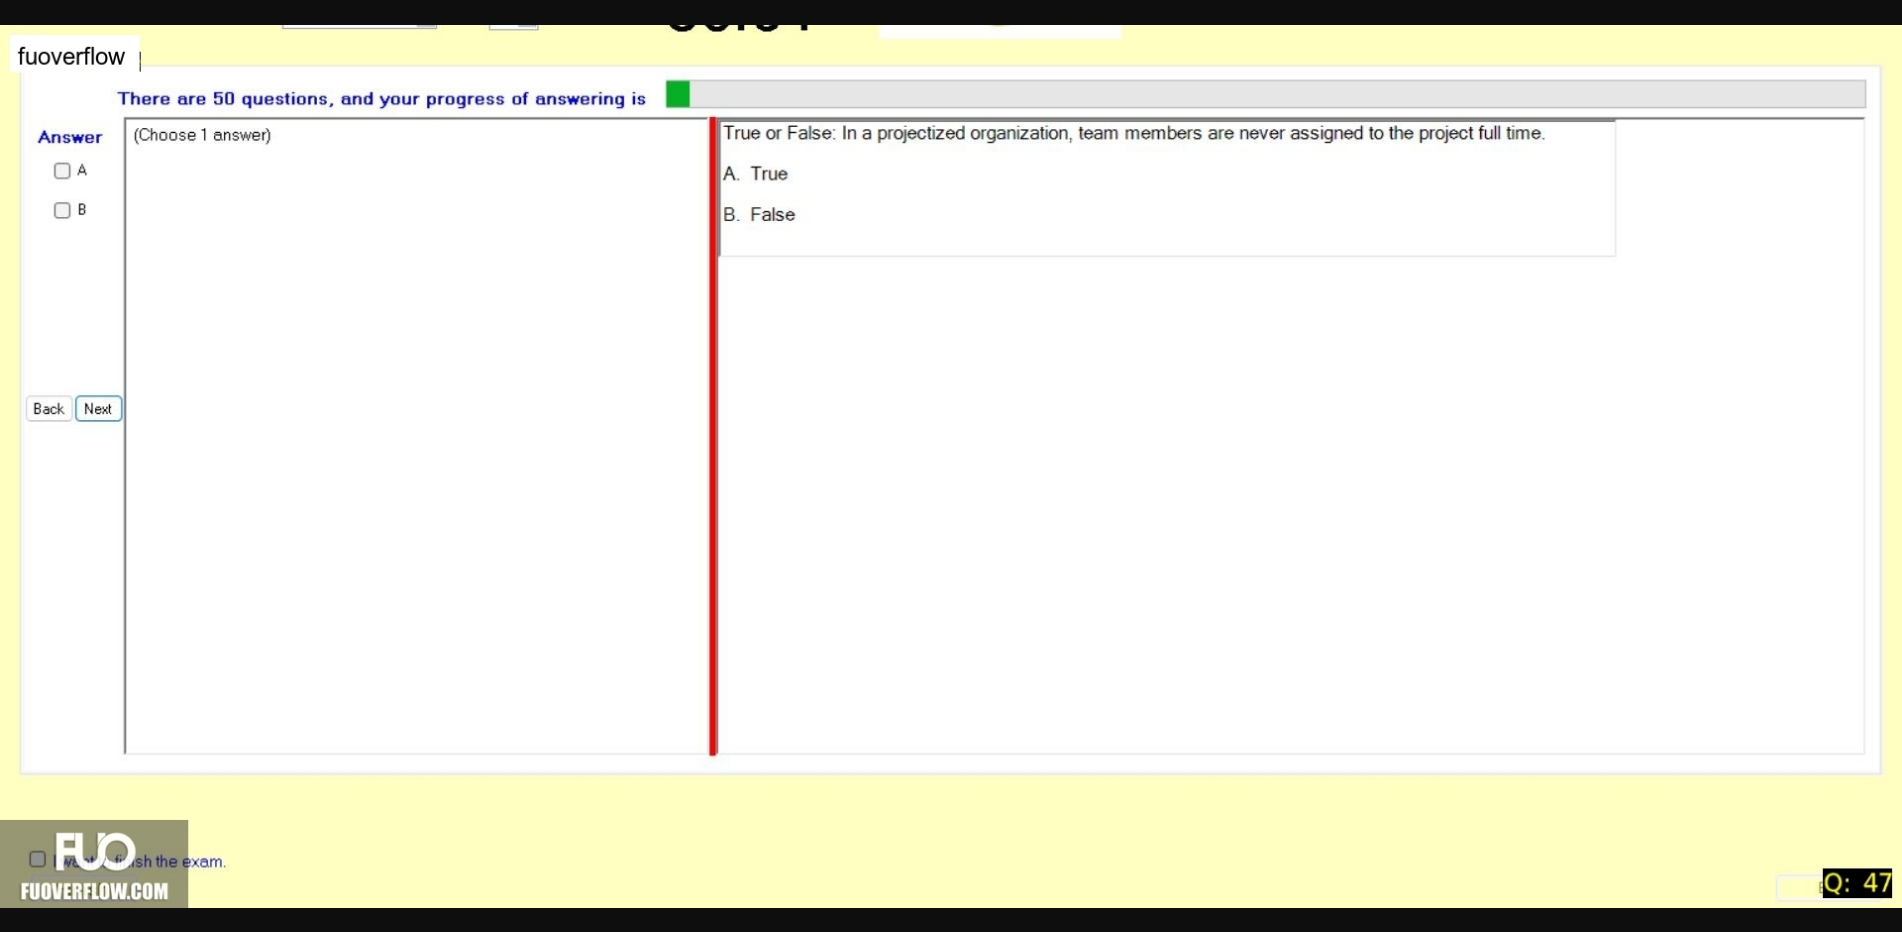 fuoverflow
There are 50 questions, and your progress of answering is
Answer
(Choose 1 answer)
A
B
Back Next
True or False: In a projectized organization, team members are never assigned to the project full time.
A. True
B. False
I want to finish the exam.
FUO
FUOVERFLOW.COM
Q: 47